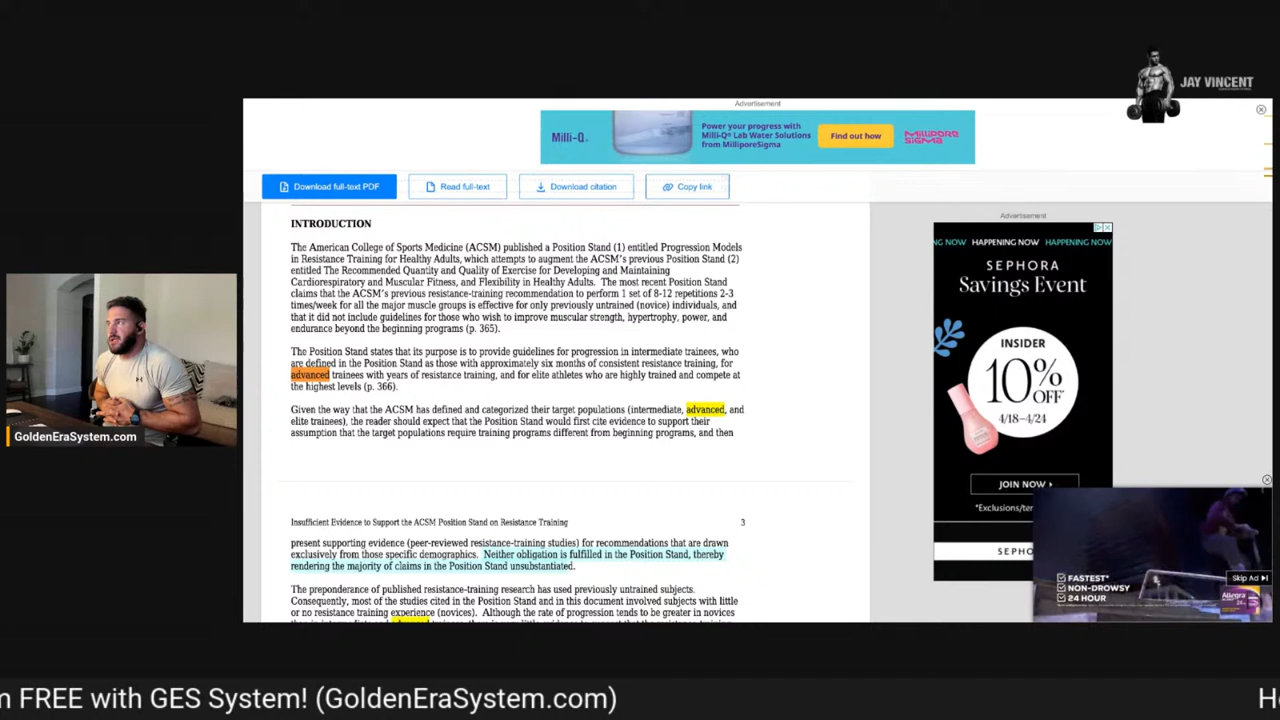 JAY VINCENT
Advertisement
Milli-Q
Power your progress with
Milli-Q® Lab Water Solutions
from MilliporeSigma
Find out how
MILLIPORE
SIGMA
Download full-text PDF
Read full-text
Download citation
Copy link
INTRODUCTION
The American College of Sports Medicine (ACSM) published a Position Stand (1) entitled Progression Models
in Resistance Training for Healthy Adults, which attempts to augment the ACSM's previous Position Stand (2)
entitled The Recommended Quantity and Quality of Exercise for Developing and Maintaining
Cardiorespiratory and Muscular Fitness, and Flexibility in Healthy Adults. The most recent Position Stand
claims that the ACSM's previous resistance-training recommendation to perform 1 set of 8-12 repetitions 2-3
times/week for all the major muscle groups is effective for only previously untrained (novice) individuals, and
that it did not include guidelines for those who wish to improve muscular strength, hypertrophy, power, and
endurance beyond the beginning programs (p. 365).
The Position Stand states that its purpose is to provide guidelines for progression in intermediate trainees, who
are defined in the Position Stand as those with approximately six months of consistent resistance training, for
advanced trainees with years of resistance training, and for elite athletes who are highly trained and compete at
the highest levels (p. 366).
Given the way that the ACSM has defined and categorized their target populations (intermediate, advanced, and
elite trainees), the reader should expect that the Position Stand would first cite evidence to support their
assumption that the target populations require training programs different from beginning programs, and then
Insufficient Evidence to Support the ACSM Position Stand on Resistance Training 3
present supporting evidence (peer-reviewed resistance-training studies) for recommendations that are drawn
exclusively from those specific demographics. Neither obligation is fulfilled in the Position Stand, thereby
rendering the majority of claims in the Position Stand unsubstantiated.
The preponderance of published resistance-training research has used previously untrained subjects.
Consequently, most of the studies cited in the Position Stand and in this document involved subjects with little
or no resistance training experience (novices). Although the rate of progression tends to be greater in novices
Advertisement
NG NOW HAPPENING NOW HAPPENING NOW
SEPHORA
Savings Event
INSIDER
10%
OFF
4/18–4/24
JOIN NOW
*Exclusions/ter
SEPHO
FASTEST*
NON-DROWSY
24 HOUR
Skip Ad
Allegra
GoldenEraSystem.com
m FREE with GES System! (GoldenEraSystem.com)
Ho